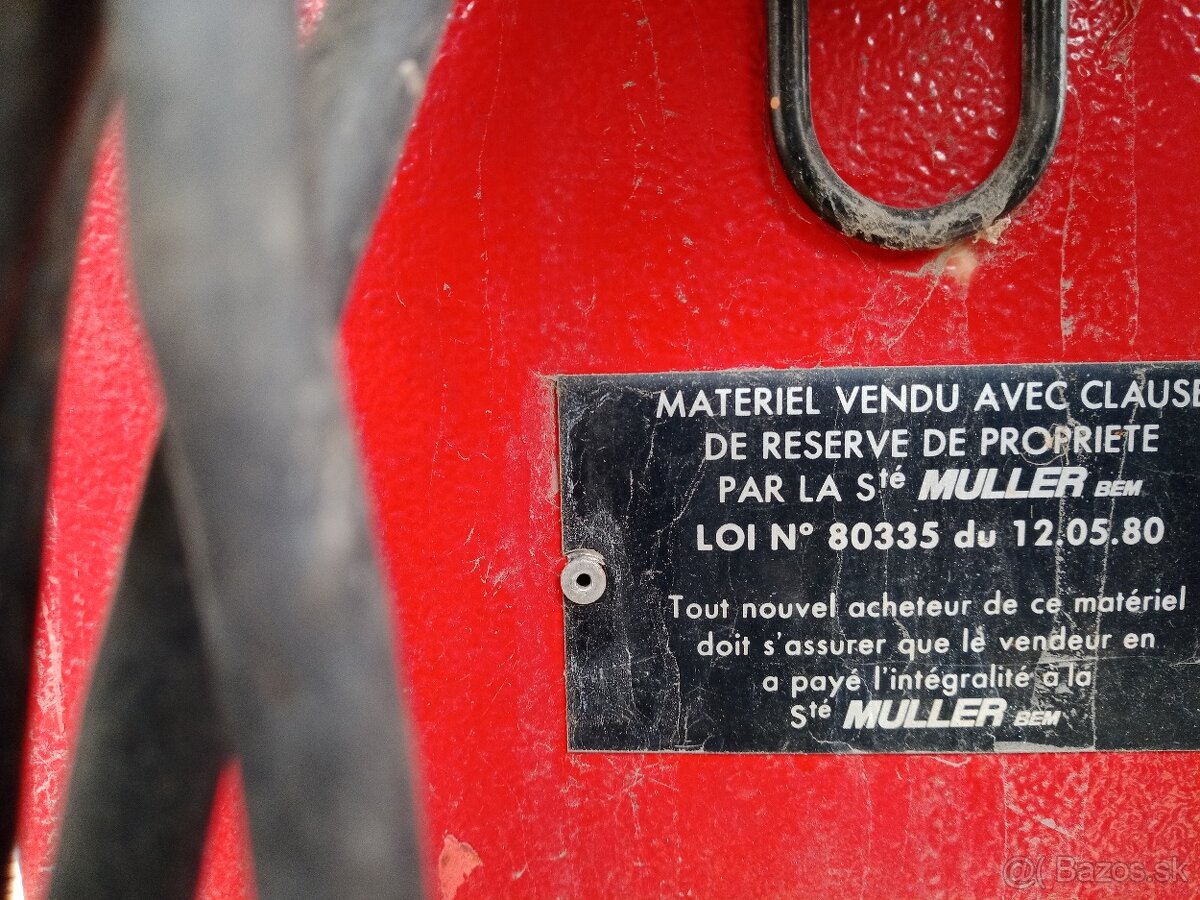 MATERIEL VENDU AVEC CLAUSE
DE RESERVE DE PROPRIETE
PAR LA Sté MULLER BEM
LOI N° 80335 du 12.05.80
Tout nouvel acheteur de ce matériel
doit s'assurer que le vendeur en
a payé l'intégralité à la
Sté MULLER BEM
Bazos.sk